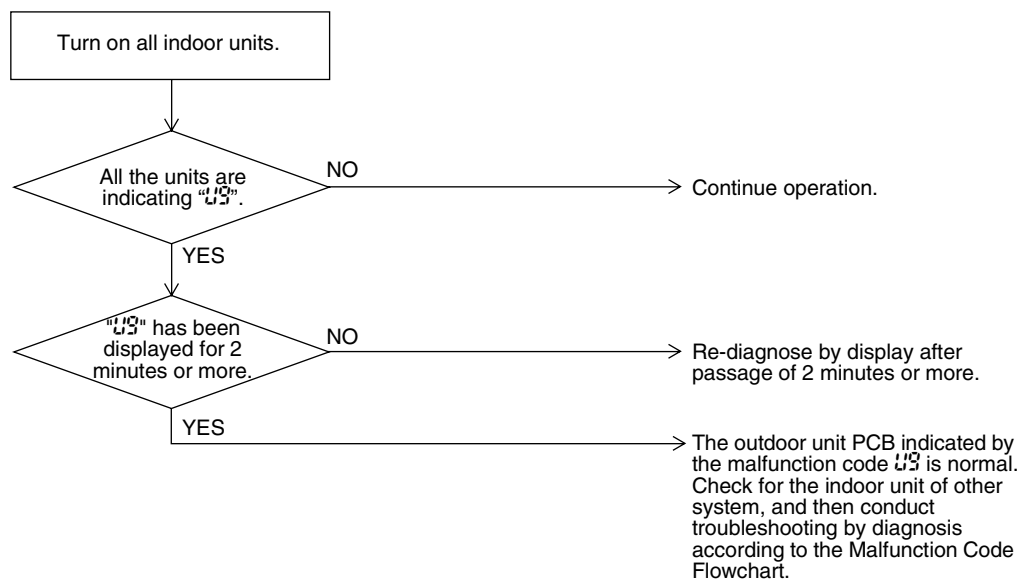 Turn on all indoor units.
All the units are
indicating “U9”.
NO
Continue operation.
YES
"U9" has been
displayed for 2
minutes or more.
NO
Re-diagnose by display after
passage of 2 minutes or more.
YES
The outdoor unit PCB indicated by
the malfunction code U9 is normal.
Check for the indoor unit of other
system, and then conduct
troubleshooting by diagnosis
according to the Malfunction Code
Flowchart.